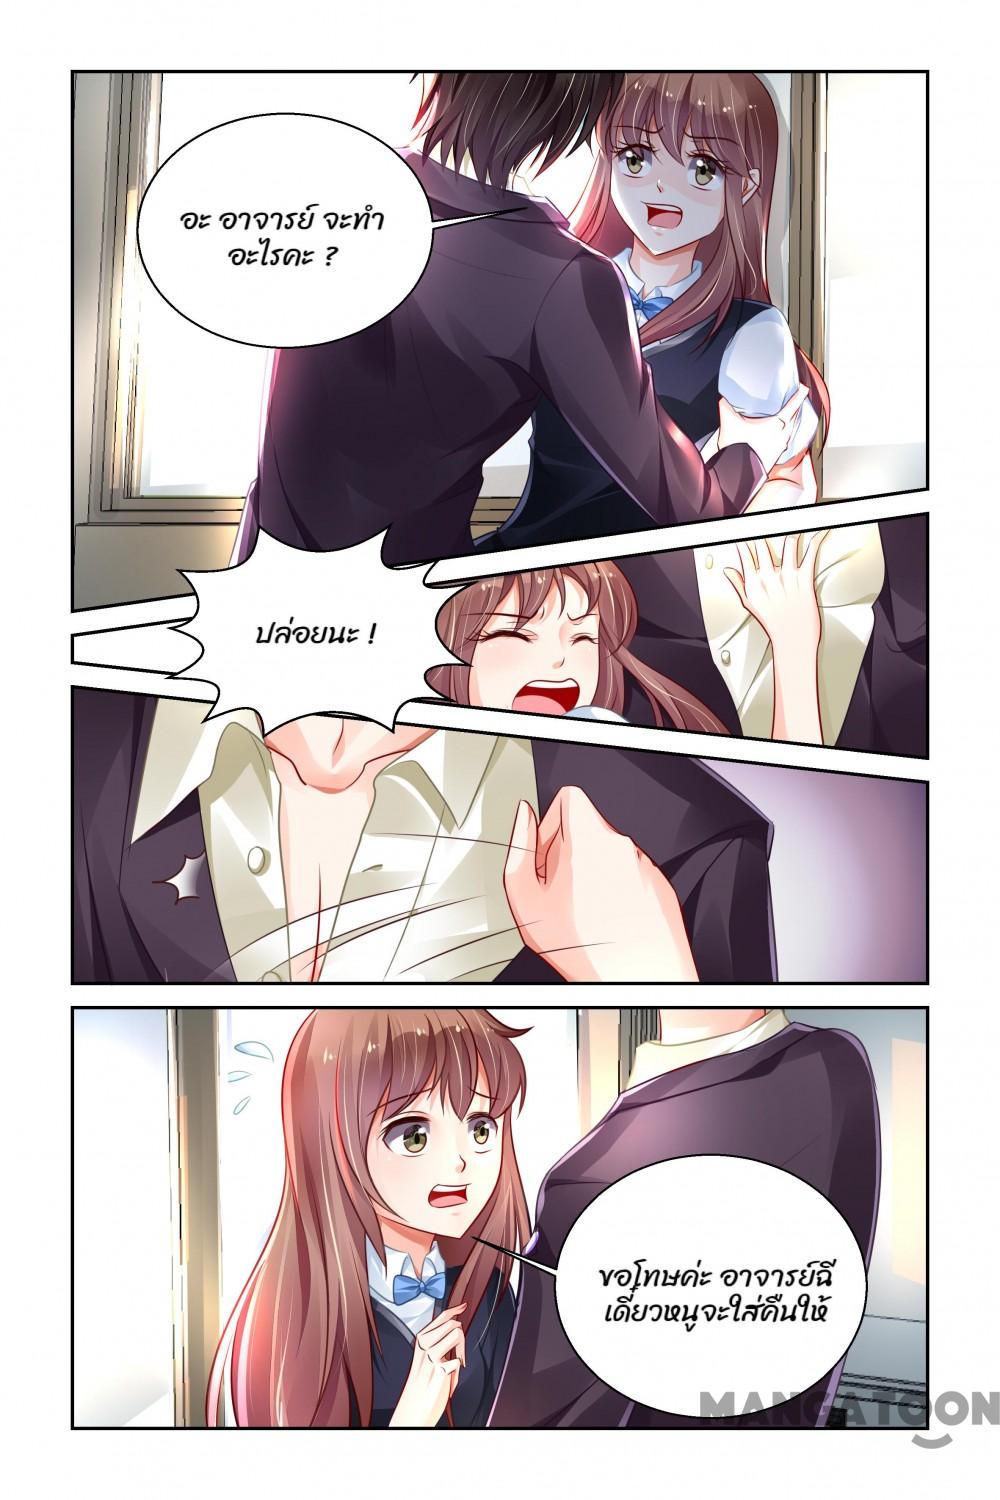 อะ อาจารย์ จะทำ
อะไรคะ ?
ปล่อยนะ !
ขอโทษค่ะ อาจารย์ฉี
เดี๋ยวหนูจะใส่คืนให้
MANGATOON